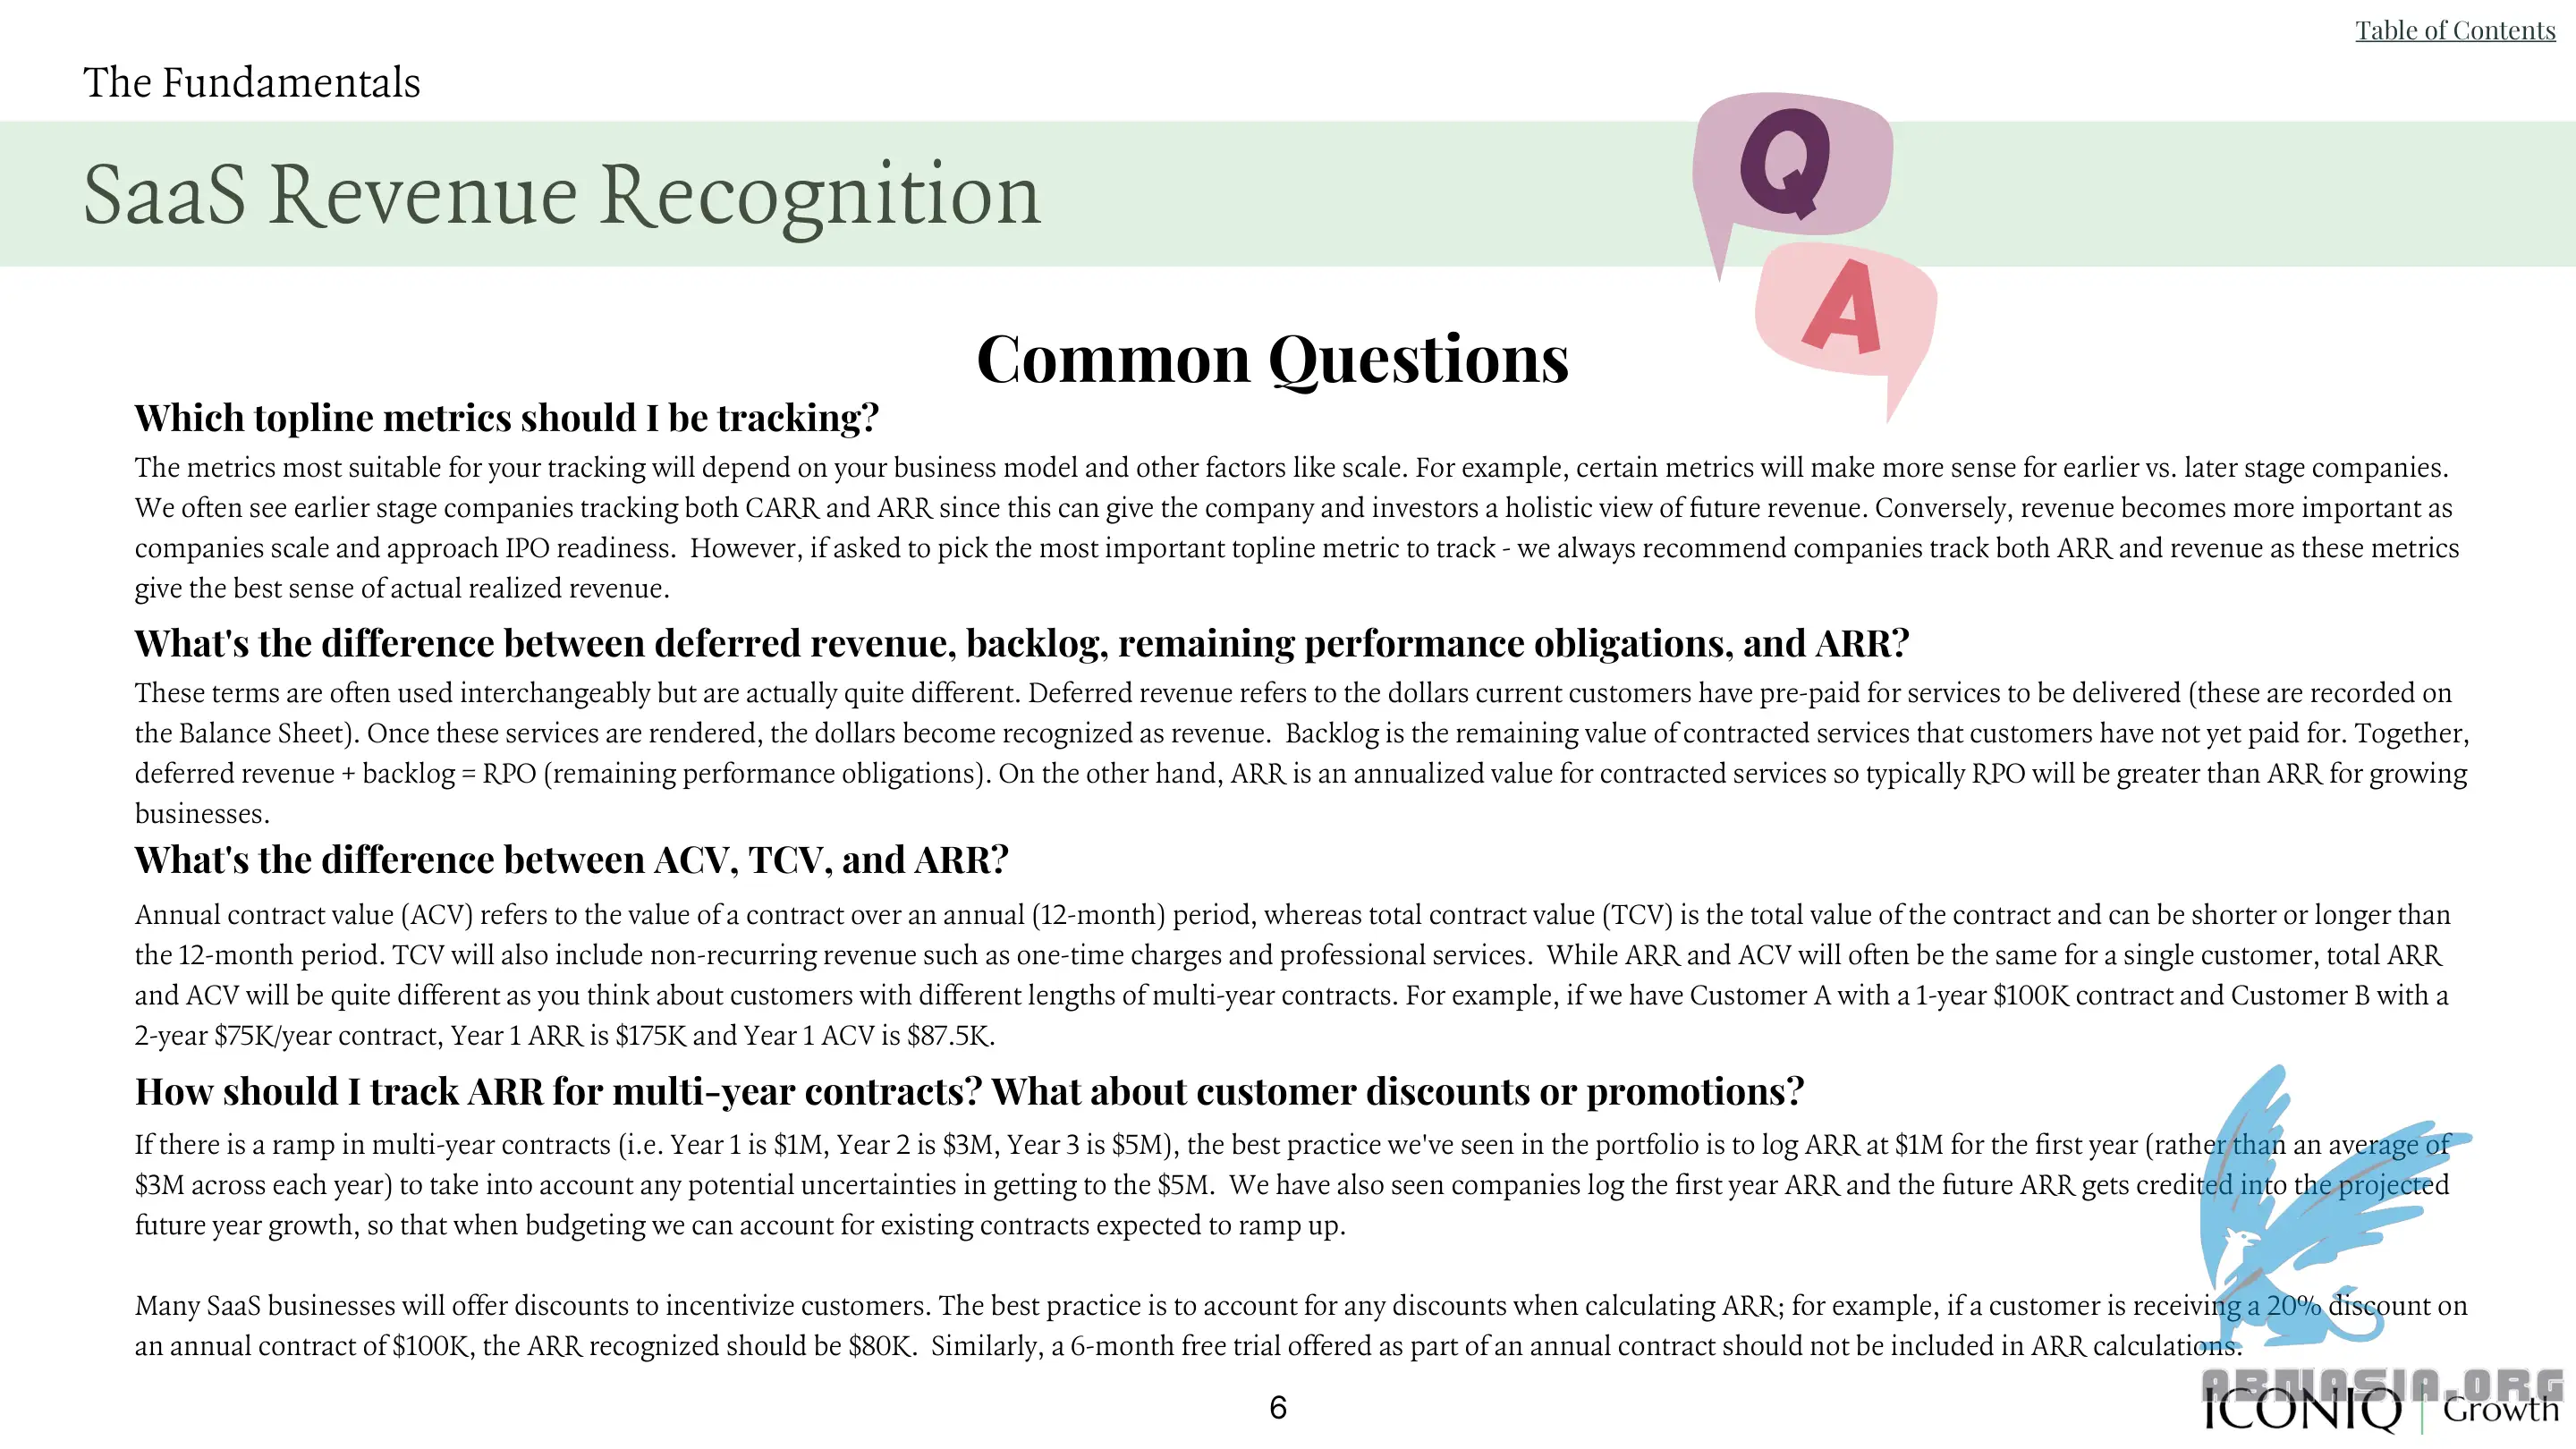 Table of Contents
The Fundamentals
SaaS Revenue Recognition
Q
A
Common Questions
Which topline metrics should I be tracking?
The metrics most suitable for your tracking will depend on your business model and other factors like scale. For example, certain metrics will make more sense for earlier vs. later stage companies.
We often see earlier stage companies tracking both CARR and ARR since this can give the company and investors a holistic view of future revenue. Conversely, revenue becomes more important as
companies scale and approach IPO readiness.  However, if asked to pick the most important topline metric to track - we always recommend companies track both ARR and revenue as these metrics
give the best sense of actual realized revenue.
What's the difference between deferred revenue, backlog, remaining performance obligations, and ARR?
These terms are often used interchangeably but are actually quite different. Deferred revenue refers to the dollars current customers have pre-paid for services to be delivered (these are recorded on
the Balance Sheet). Once these services are rendered, the dollars become recognized as revenue.  Backlog is the remaining value of contracted services that customers have not yet paid for. Together,
deferred revenue + backlog = RPO (remaining performance obligations). On the other hand, ARR is an annualized value for contracted services so typically RPO will be greater than ARR for growing
businesses.
What's the difference between ACV, TCV, and ARR?
Annual contract value (ACV) refers to the value of a contract over an annual (12-month) period, whereas total contract value (TCV) is the total value of the contract and can be shorter or longer than
the 12-month period. TCV will also include non-recurring revenue such as one-time charges and professional services.  While ARR and ACV will often be the same for a single customer, total ARR
and ACV will be quite different as you think about customers with different lengths of multi-year contracts. For example, if we have Customer A with a 1-year $100K contract and Customer B with a
2-year $75K/year contract, Year 1 ARR is $175K and Year 1 ACV is $87.5K.
How should I track ARR for multi-year contracts? What about customer discounts or promotions?
If there is a ramp in multi-year contracts (i.e. Year 1 is $1M, Year 2 is $3M, Year 3 is $5M), the best practice we've seen in the portfolio is to log ARR at $1M for the first year (rather than an average of
$3M across each year) to take into account any potential uncertainties in getting to the $5M.  We have also seen companies log the first year ARR and the future ARR gets credited into the projected
future year growth, so that when budgeting we can account for existing contracts expected to ramp up.
Many SaaS businesses will offer discounts to incentivize customers. The best practice is to account for any discounts when calculating ARR; for example, if a customer is receiving a 20% discount on
an annual contract of $100K, the ARR recognized should be $80K.  Similarly, a 6-month free trial offered as part of an annual contract should not be included in ARR calculations.
ABMASIA.ORG
6
ICONIQ | Growth